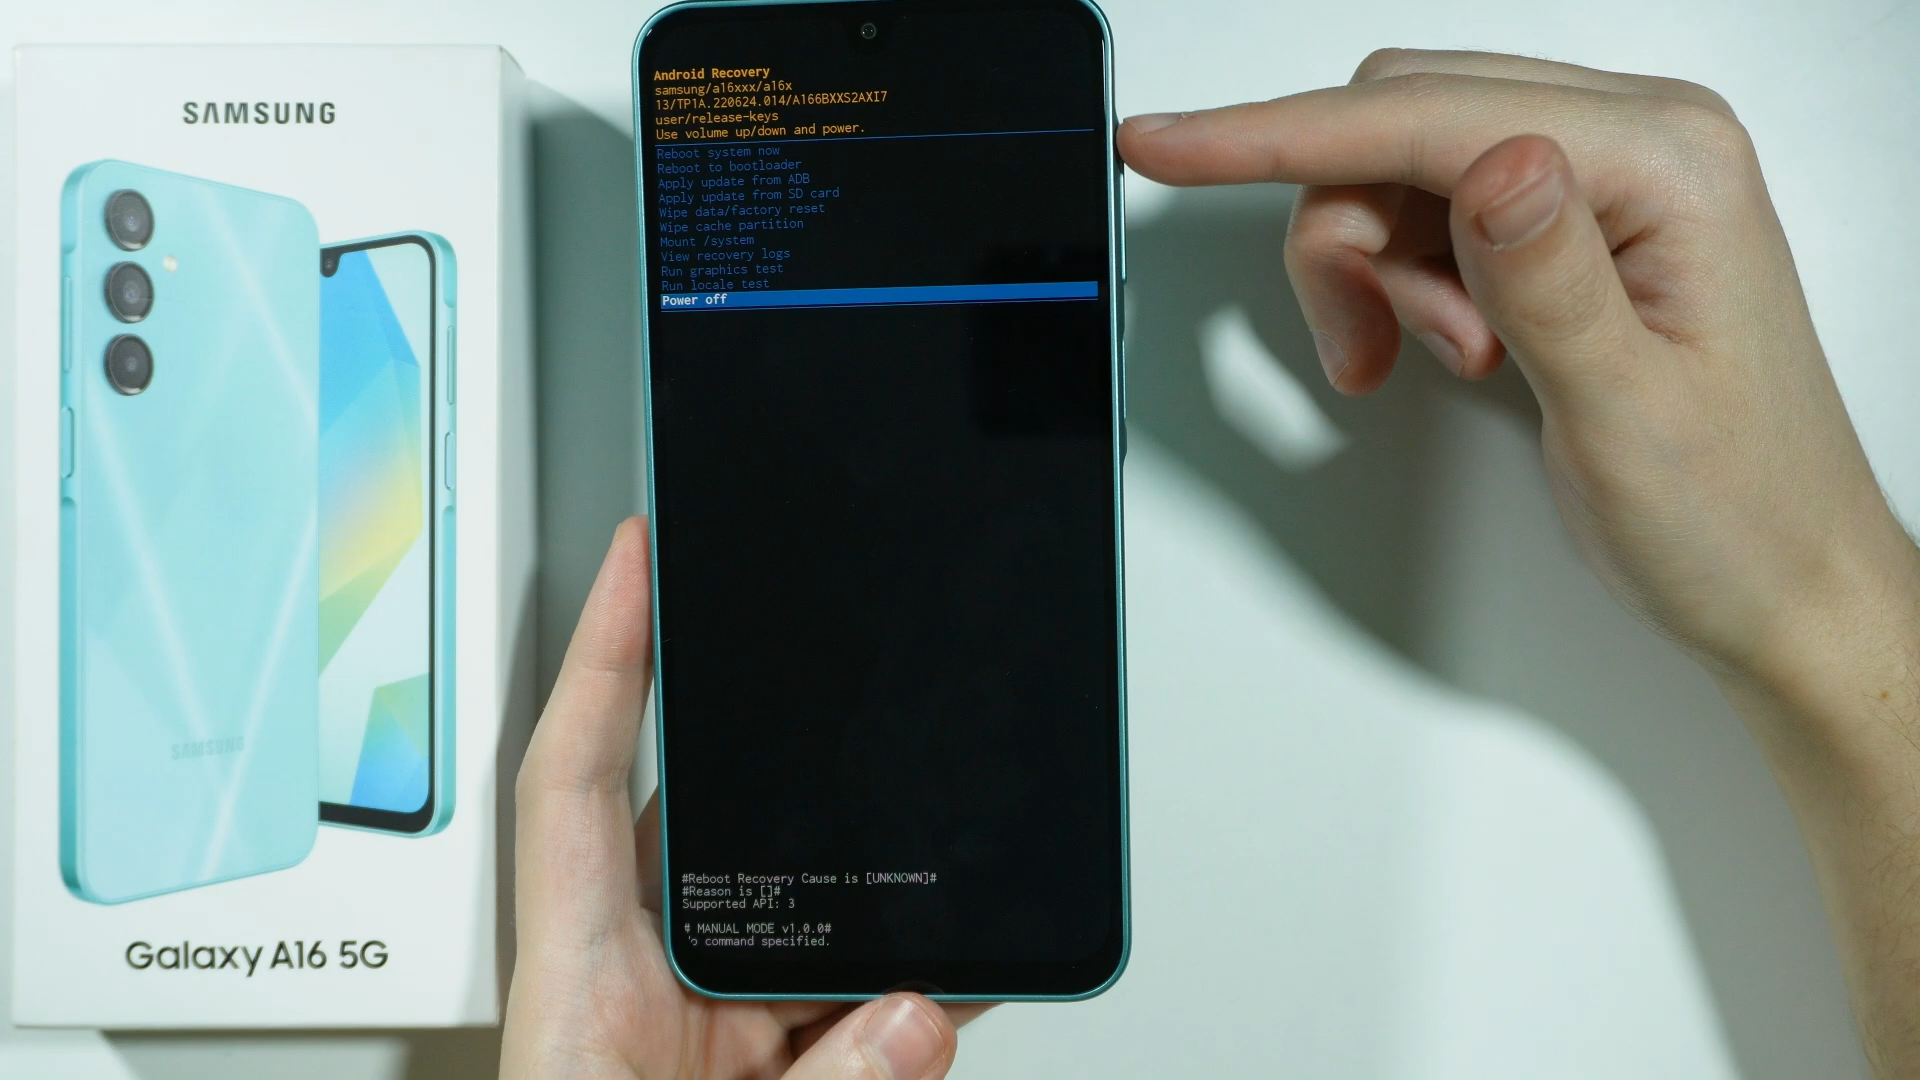 SAMSUNG
SAMSUNG
Galaxy A16 5G
Android Recovery
samsung/a16xxx/a16x
13/TP1A.220624.014/A166BXXS2AXI7
user/release-keys
Use volume up/down and power.
Reboot system now
Reboot to bootloader
Apply update from ADB
Apply update from SD card
Wipe data/factory reset
Wipe cache partition
Mount /system
View recovery logs
Run graphics test
Run locale test
Power off
#Reboot Recovery Cause is [UNKNOWN]#
#Reason is []#
Supported API: 3
# MANUAL MODE v1.0.0#
command specified.